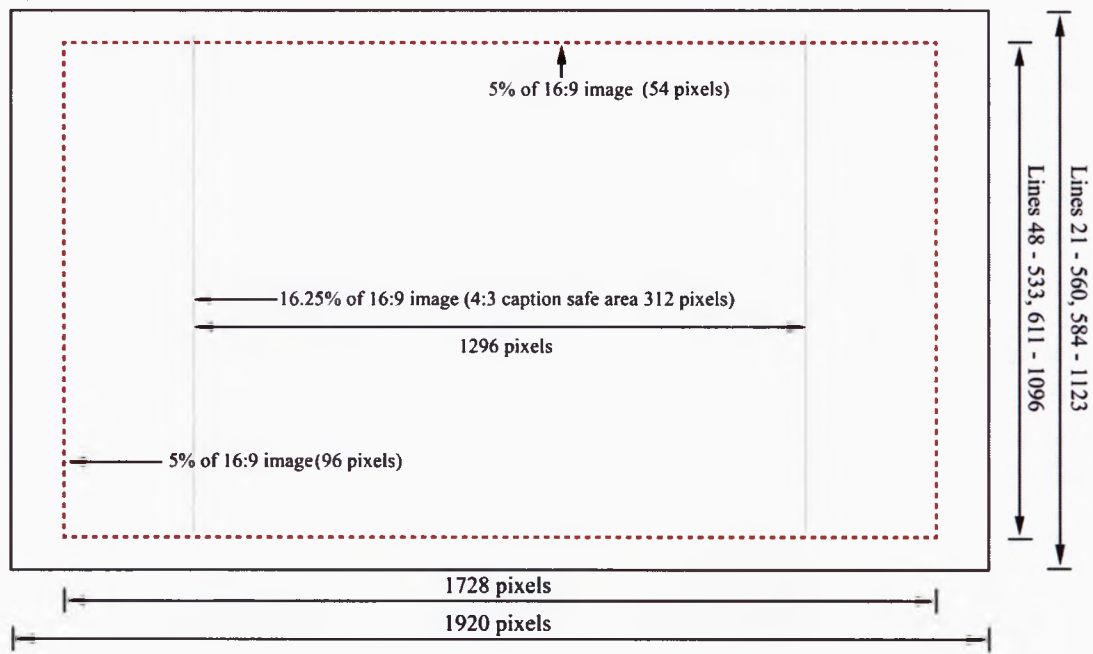 5% of 16:9 image (54 pixels)
16.25% of 16:9 image (4:3 caption safe area 312 pixels)
1296 pixels
5% of 16:9 image(96 pixels)
Lines 48 - 533, 611 - 1096
Lines 21 - 560, 584 - 1123
1728 pixels
1920 pixels